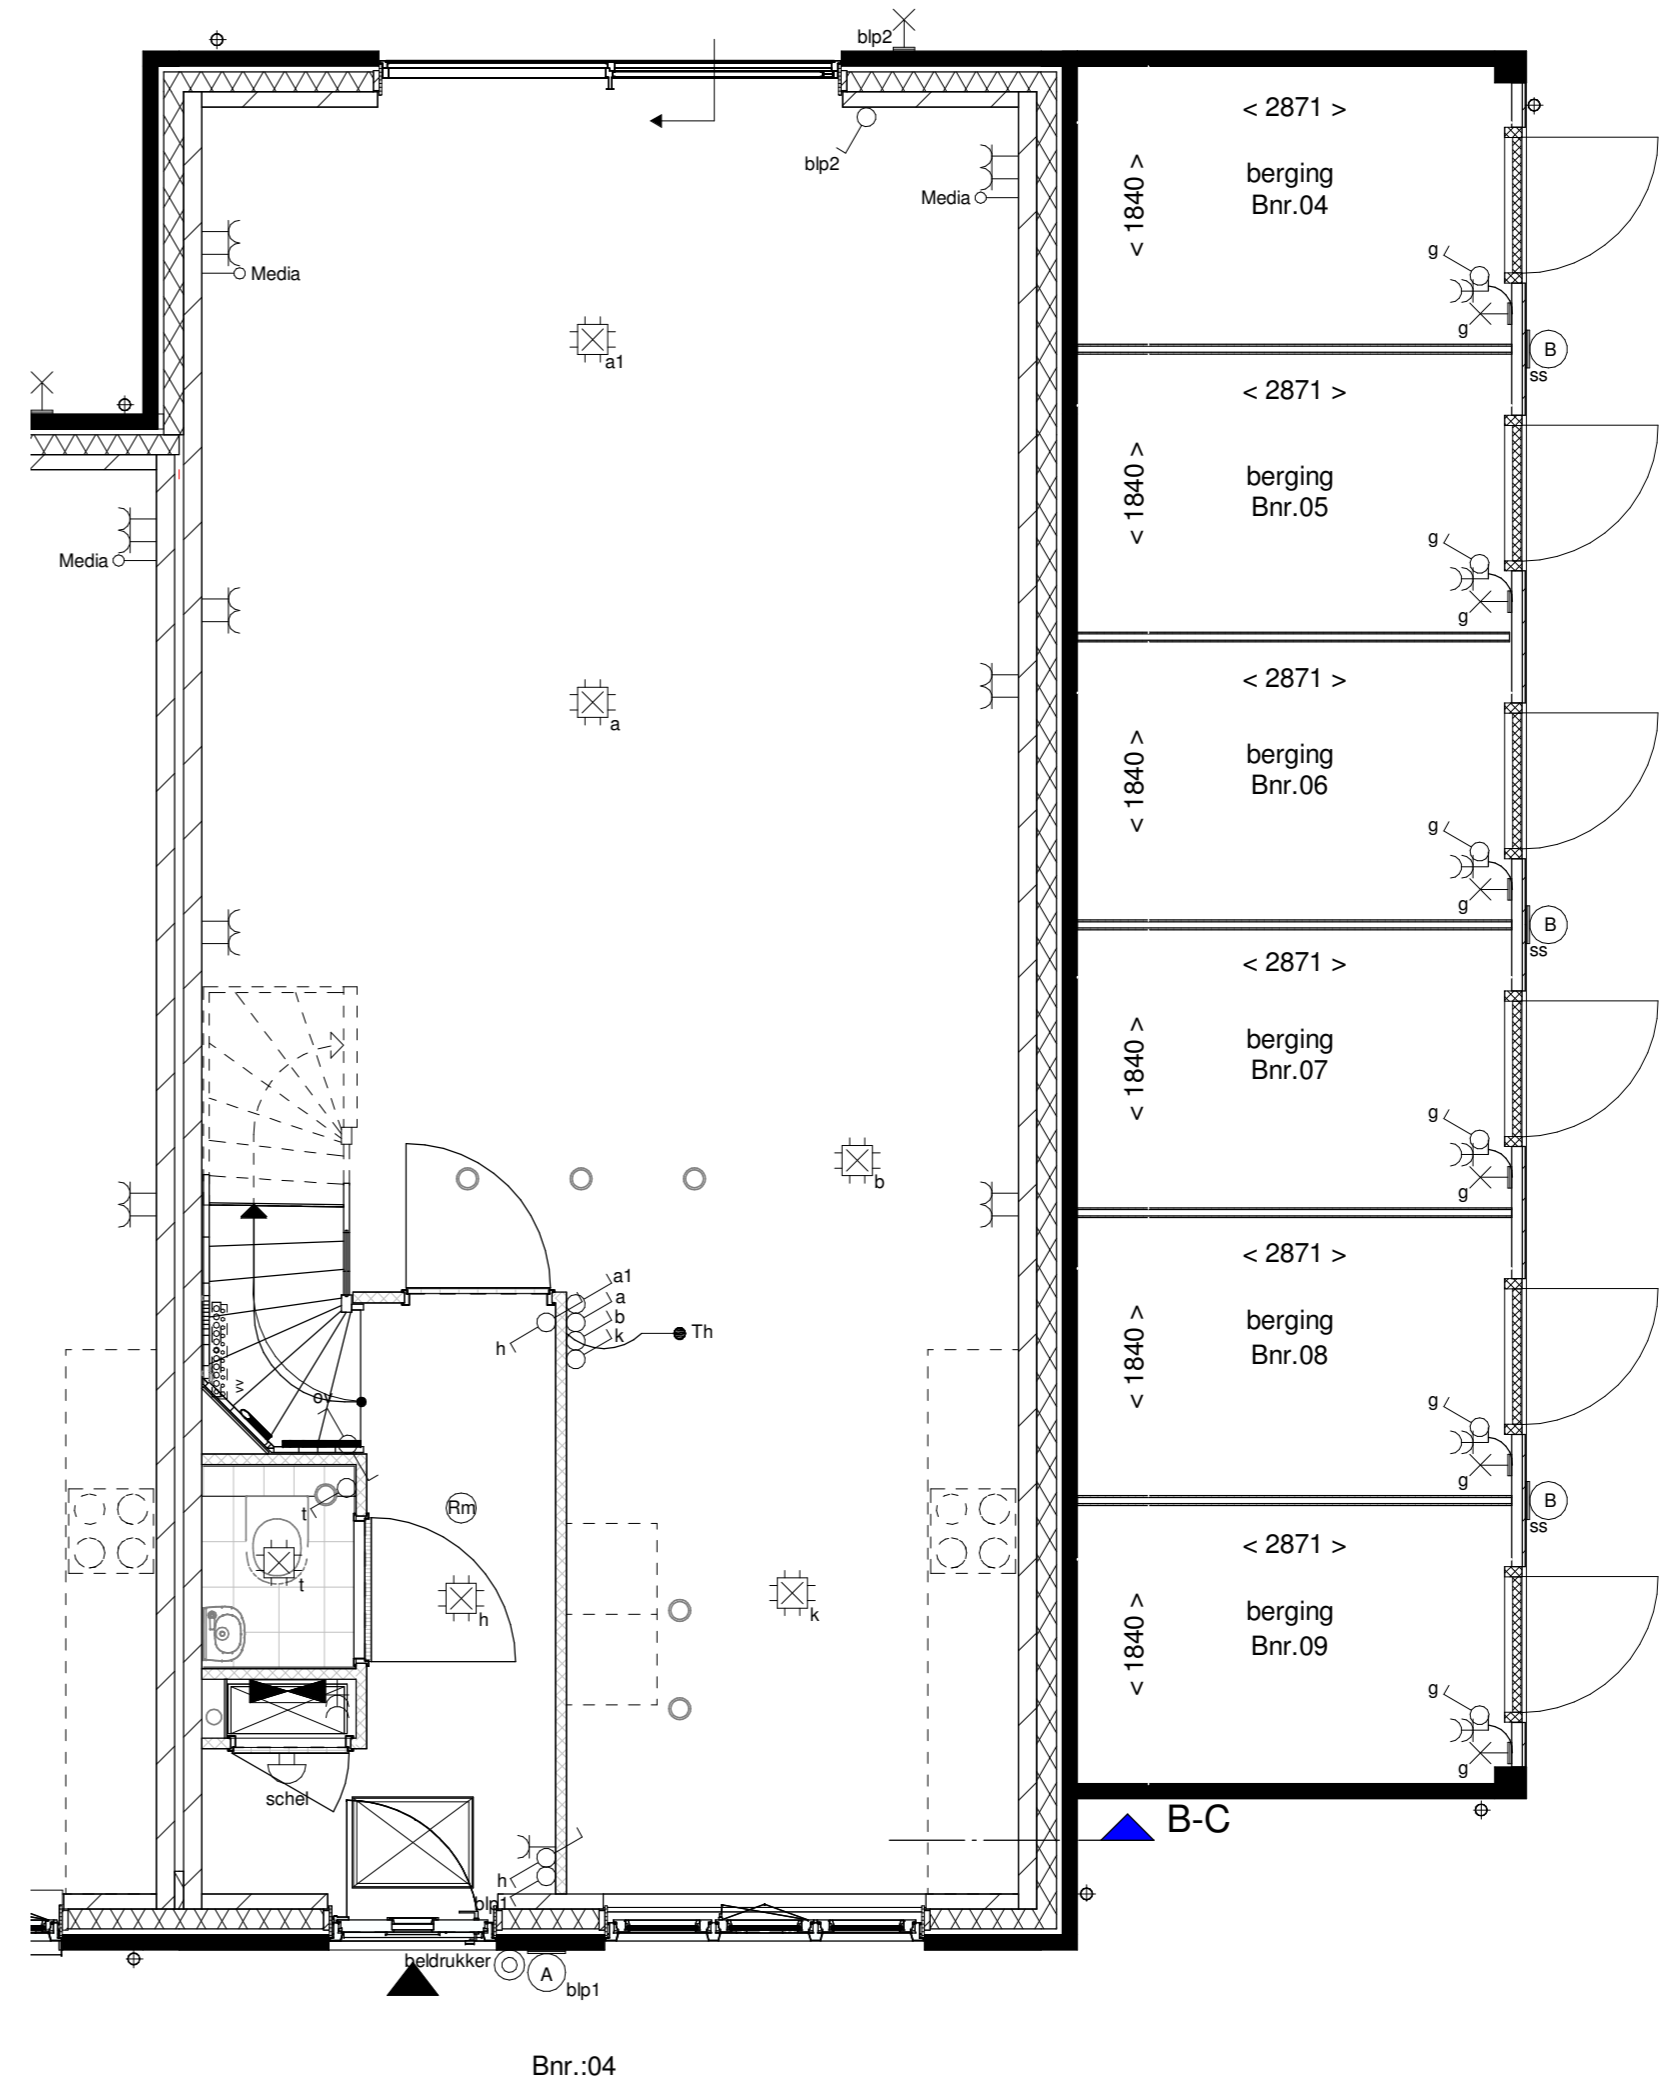 blp2
< 2871 >
< 1840 >
berging
Bnr.04
blp2
Media
g
g
Media
a1
B
ss
< 2871 >
< 1840 >
berging
Bnr.05
Media
g
g
< 2871 >
< 1840 >
berging
Bnr.06
a
g
g
B
ss
< 2871 >
< 1840 >
berging
Bnr.07
g
g
b
< 2871 >
< 1840 >
berging
Bnr.08
a1
a
b
k
Th
h
vv
ov
g
g
B
ss
t
Rm
< 2871 >
< 1840 >
berging
Bnr.09
t
h
k
g
g
schel
B-C
h
blp1
beldrukker
A
blp1
Bnr.:04